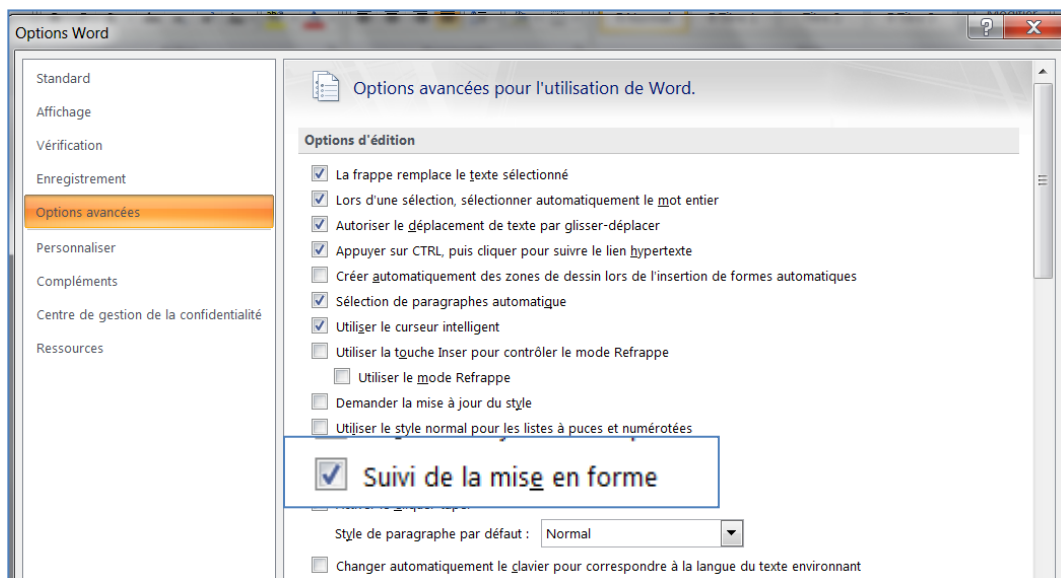 Options Word
Standard
Affichage
Vérification
Enregistrement
Options avancées
Personnaliser
Compléments
Centre de gestion de la confidentialité
Ressources
Options avancées pour l'utilisation de Word.
Options d'édition
La frappe remplace le texte sélectionné
Lors d'une sélection, sélectionner automatiquement le mot entier
Autoriser le déplacement de texte par glisser-déplacer
Appuyer sur CTRL, puis cliquer pour suivre le lien hypertexte
Créer automatiquement des zones de dessin lors de l'insertion de formes automatiques
Sélection de paragraphes automatique
Utiliser le curseur intelligent
Utiliser la touche Inser pour contrôler le mode Refrappe
Utiliser le mode Refrappe
Demander la mise à jour du style
Utiliser le style normal pour les listes à puces et numérotées
Suivi de la mise en forme
Style de paragraphe par défaut : Normal
Changer automatiquement le clavier pour correspondre à la langue du texte environnant